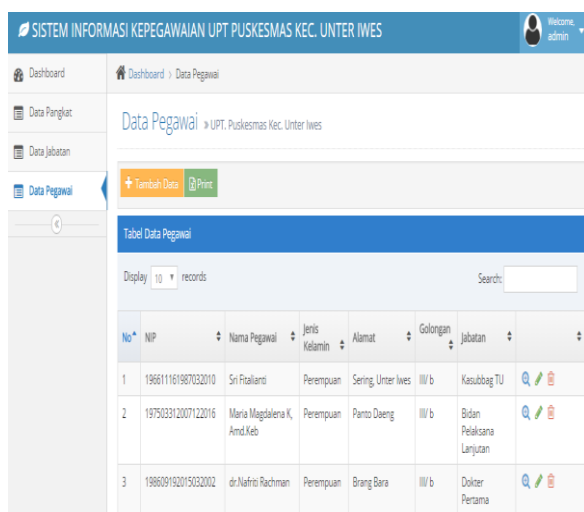 SISTEM INFORMASI KEPEGAWAIAN UPT PUSKESMAS KEC. UNTER IWES
Welcome,
admin
Dashboard
Data Pangkat
Data Jabatan
Data Pegawai
Dashboard > Data Pegawai
Data Pegawai » UPT. Puskesmas Kec. Unter Iwes
+ Tambah Data Print
Tabel Data Pegawai
Display 10 records Search:
No NIP Nama Pegawai Jenis Kelamin Alamat Golongan Jabatan
1 196611161987032010 Sri Fitalianti Perempuan Sering, Unter Iwes III/ b Kasubbag TU
2 197503312007122016 Maria Magdalena K, Amd.Keb Perempuan Panto Daeng III/ b Bidan Pelaksana Lanjutan
3 198609192015032002 dr.Nafriti Rachman Perempuan Brang Bara III/ b Dokter Pertama